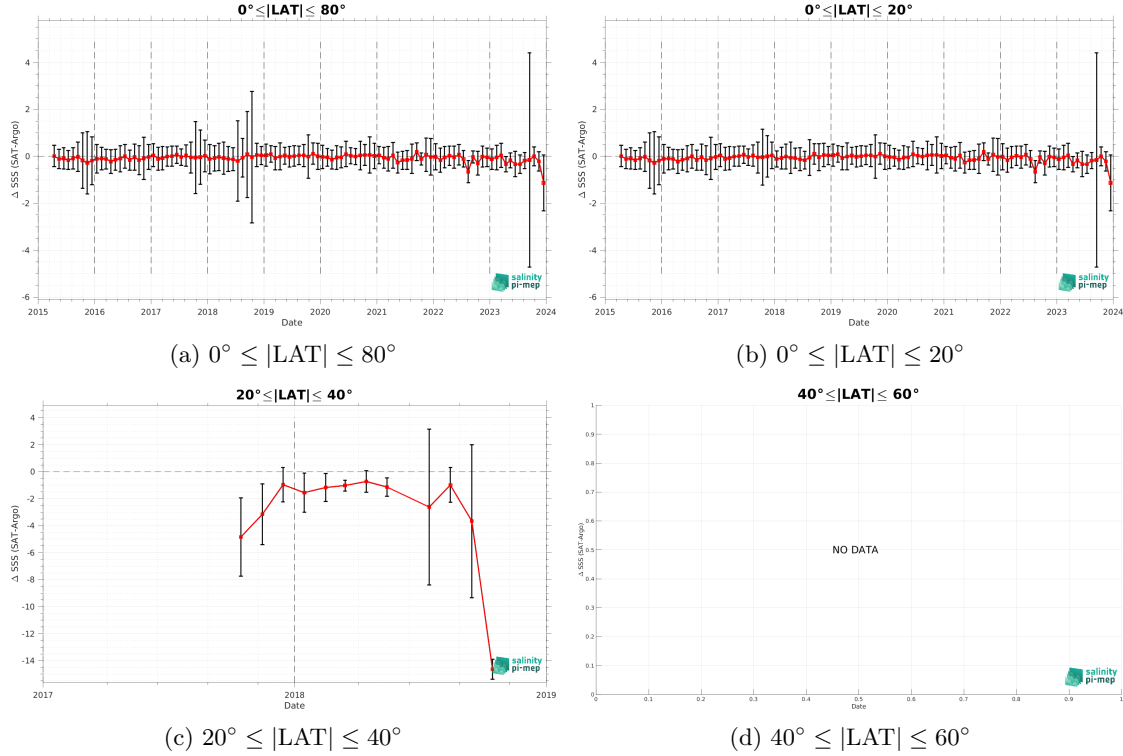 0°≤|LAT|≤ 80°
Δ SSS (SAT-Argo)
4
2
0
-2
-4
-6
2015 2016 2017 2018 2019 2020 2021 2022 2023 2024
Date
salinity
pi-mep
(a) 0° ≤ |LAT| ≤ 80°
0°≤|LAT|≤ 20°
Δ SSS (SAT-Argo)
4
2
0
-2
-4
-6
2015 2016 2017 2018 2019 2020 2021 2022 2023 2024
Date
salinity
pi-mep
(b) 0° ≤ |LAT| ≤ 20°
20°≤|LAT|≤ 40°
Δ SSS (SAT-Argo)
4
2
0
-2
-4
-6
-8
-10
-12
-14
2017 2018 2019
Date
salinity
pi-mep
(c) 20° ≤ |LAT| ≤ 40°
40°≤|LAT|≤ 60°
Δ SSS (SAT-Argo)
1
0.9
0.8
0.7
0.6
0.5
0.4
0.3
0.2
0.1
0
NO DATA
0 0.1 0.2 0.3 0.4 0.5 0.6 0.7 0.8 0.9 1
Date
salinity
pi-mep
(d) 40° ≤ |LAT| ≤ 60°